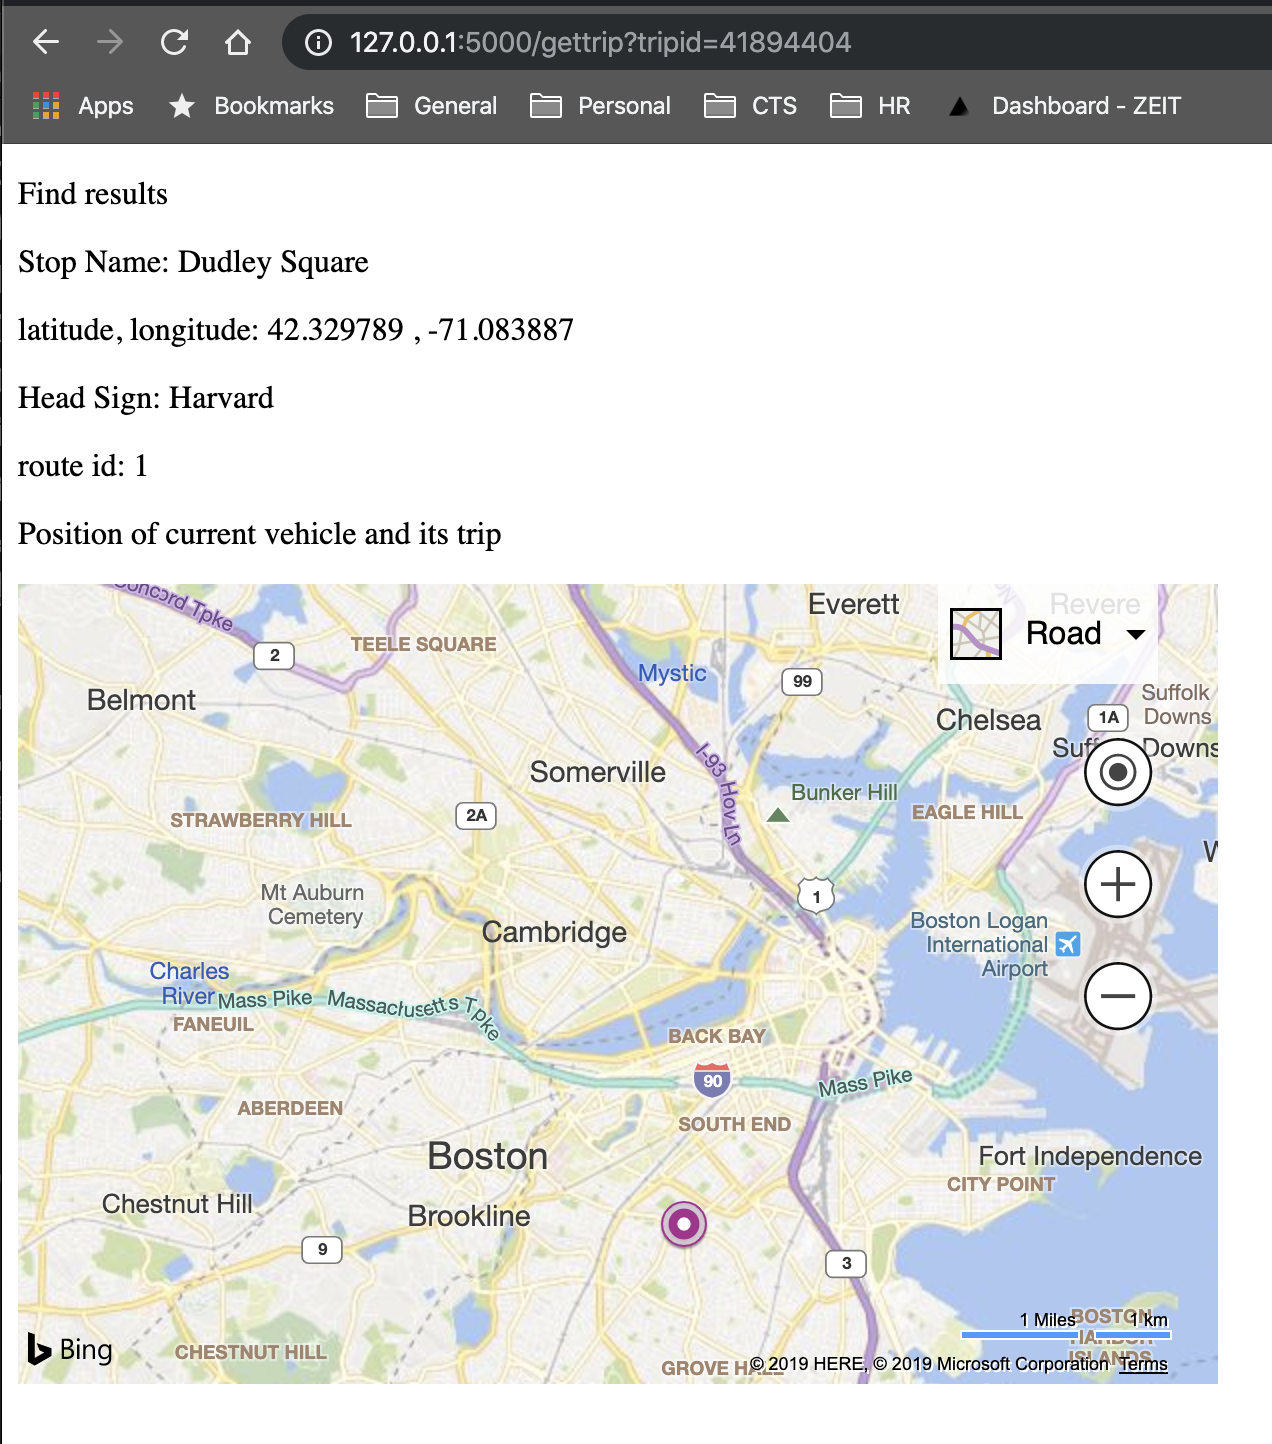 127.0.0.1:5000/gettrip?tripid=41894404
Apps Bookmarks General Personal CTS HR Dashboard - ZEIT
Find results
Stop Name: Dudley Square
latitude, longitude: 42.329789 , -71.083887
Head Sign: Harvard
route id: 1
Position of current vehicle and its trip
Concord Tpke
Everett
Revere
Road
2
TEELE SQUARE
Mystic
99
Belmont
Suffolk
Downs
1A
Chelsea
Downs
Somerville
I-93 Hov Ln
Bunker Hill
EAGLE HILL
STRAWBERRY HILL
2A
Mt Auburn
Cemetery
1
Cambridge
Boston Logan
International
Airport
Charles
River
Mass Pike
Massachusetts Tpke
FANEUIL
BACK BAY
90
Mass Pike
ABERDEEN
SOUTH END
Boston
Fort Independence
CITY POINT
Chestnut Hill
Brookline
9
3
1 Miles
1 km
BOSTON
HARBOR
ISLANDS
Bing
CHESTNUT HILL
GROVE HALL
© 2019 HERE, © 2019 Microsoft Corporation Terms